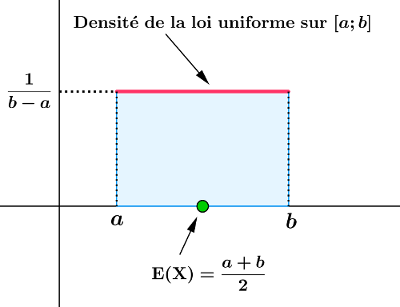 Densité de la loi uniforme sur [a; b]
1
b − a
a
b
E(X) = a + b
2